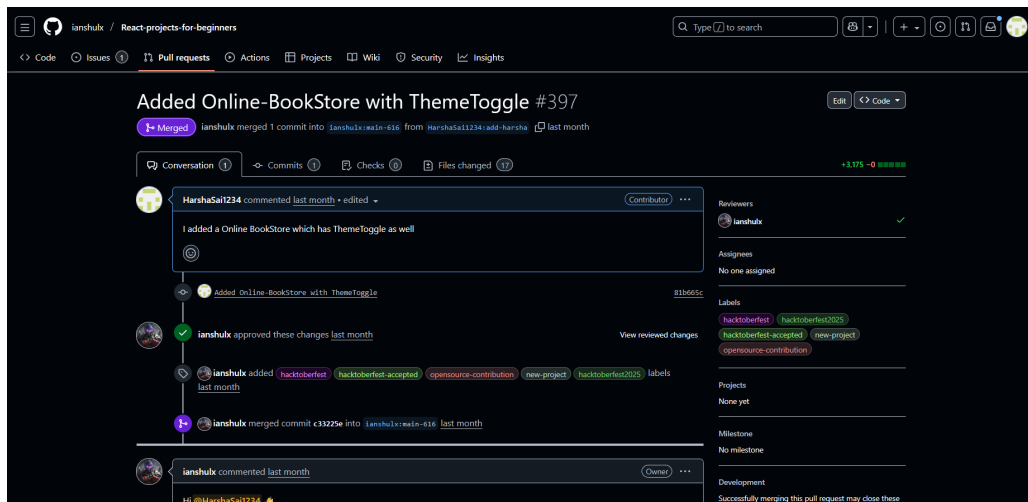 ianshulx / React-projects-for-beginners
Type / to search
Code Issues 1 Pull requests Actions Projects Wiki Security Insights
Added Online-BookStore with ThemeToggle #397
Edit Code
Merged ianshulx merged 1 commit into ianshulx:main-616 from HarshaSai1234:add-harsha last month
Conversation 1 Commits 1 Checks 0 Files changed 17
+3,175 −0
HarshaSai1234 commented last month • edited
Contributor
I added a Online BookStore which has ThemeToggle as well
Added Online-BookStore with ThemeToggle
81b665c
ianshulx approved these changes last month
View reviewed changes
ianshulx added hacktoberfest hacktoberfest-accepted opensource-contribution new-project hacktoberfest2025 labels
last month
ianshulx merged commit c33225e into ianshulx:main-616 last month
ianshulx commented last month
Owner
Hi @HarshaSai1234
Reviewers
ianshulx
Assignees
No one assigned
Labels
hacktoberfest hacktoberfest2025
hacktoberfest-accepted new-project
opensource-contribution
Projects
None yet
Milestone
No milestone
Development
Successfully merging this pull request may close these